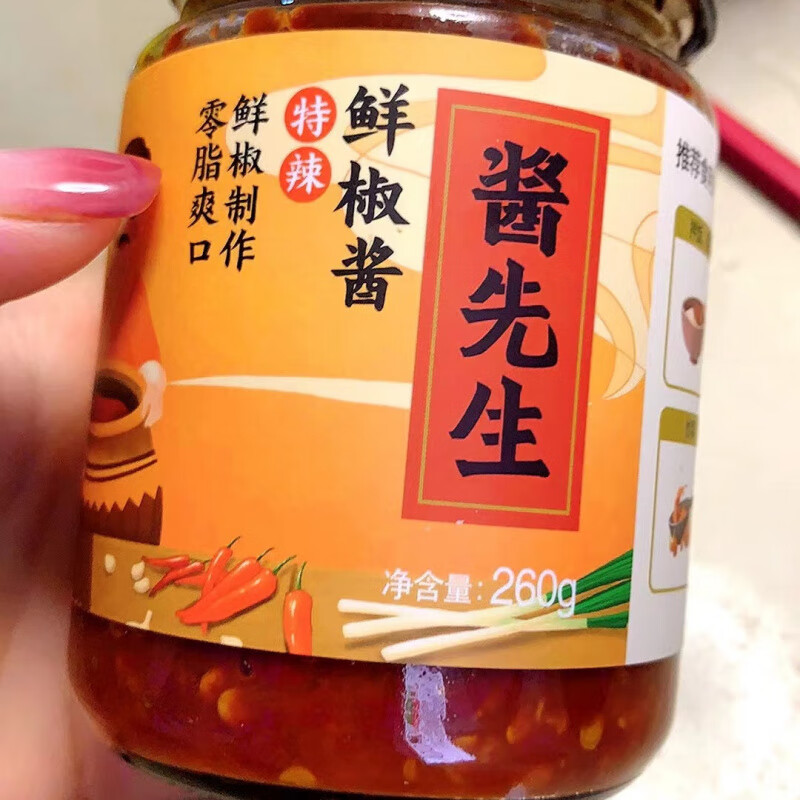 酱先生
鲜椒酱
特辣
鲜椒制作
零脂爽口
净含量：260g
推荐食